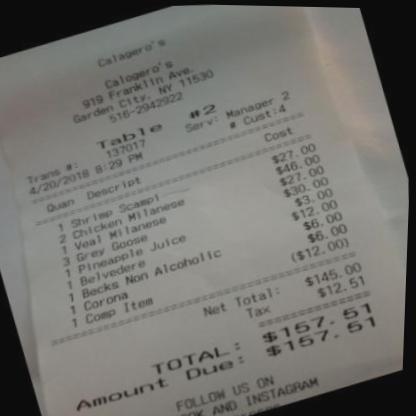 Calagero's
Calogero's
919 Franklin Ave.
Garden City, NY 11530
516-2942922
Table #2
Trans #: 137017 Serv: Manager 2
4/20/2018 8:29 PM # Cust:4
Quan Descript Cost
1 Shrimp Scampi $27.00
2 Chicken Milanese $46.00
1 Veal Milanese $27.00
3 Grey Goose $30.00
1 Pineapple Juice $3.00
1 Belvedere $12.00
1 Becks Non Alcoholic $6.00
1 Corona $6.00
1 Comp Item ($12.00)
Net Total: $145.00
Tax $12.51
TOTAL: $157.51
Amount Due: $157.51
FOLLOW US ON
AND INSTAGRAM